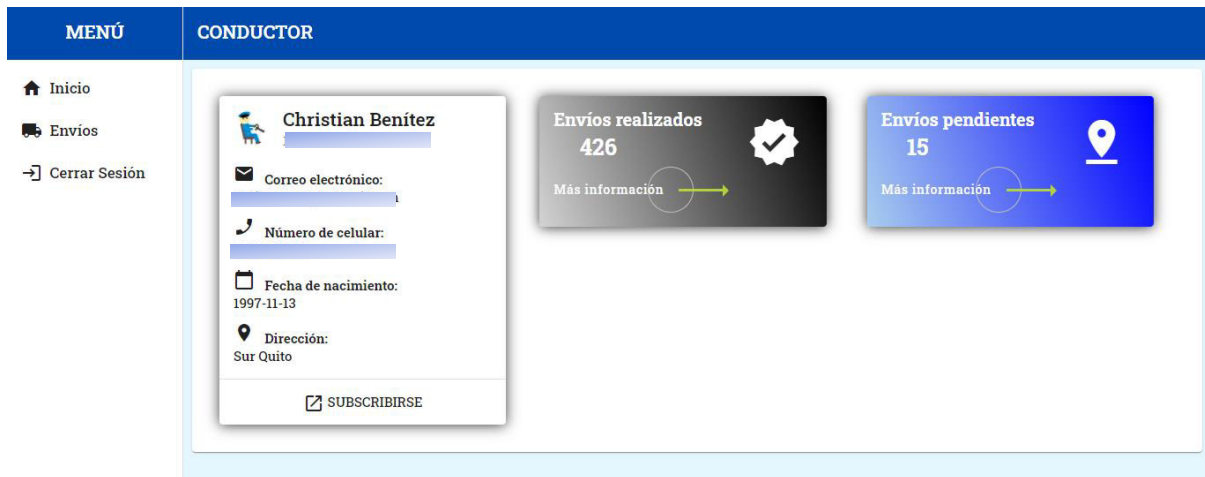 MENÚ
CONDUCTOR
Inicio
Envíos
Cerrar Sesión
Christian Benítez
Correo electrónico:
Número de celular:
Fecha de nacimiento:
1997-11-13
Dirección:
Sur Quito
SUBSCRIBIRSE
Envíos realizados
426
Más información
Envíos pendientes
15
Más información